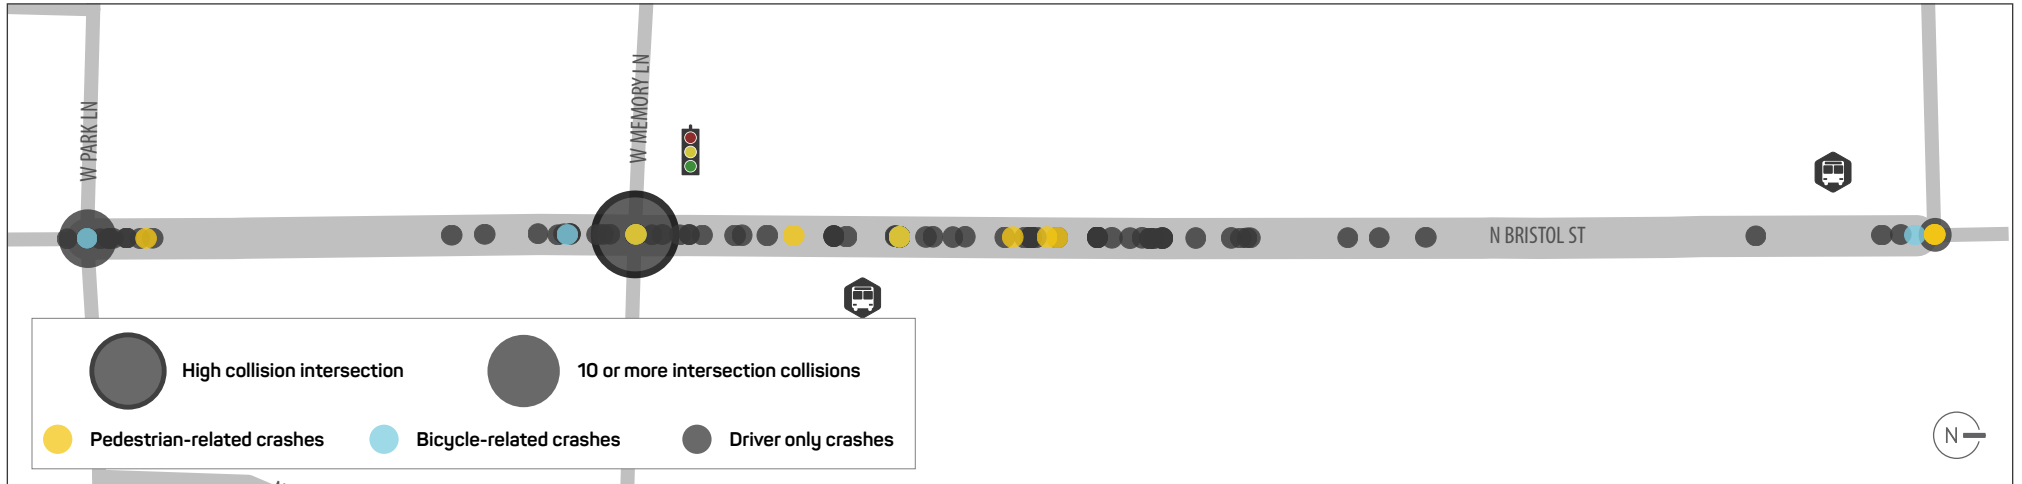 W PARK LN
W MEMORY LN
N BRISTOL ST
High collision intersection
10 or more intersection collisions
Pedestrian-related crashes
Bicycle-related crashes
Driver only crashes
N